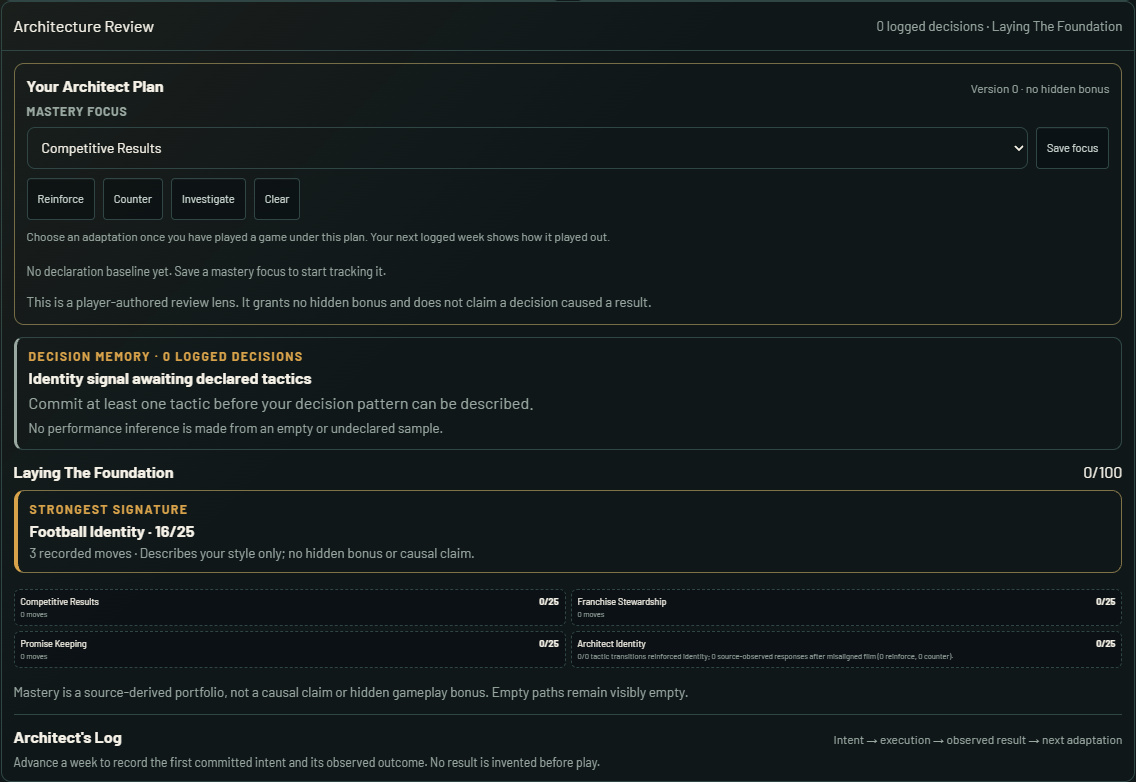 Architecture Review
0 logged decisions · Laying The Foundation
Your Architect Plan
Version 0 · no hidden bonus
MASTERY FOCUS
Competitive Results
Save focus
Reinforce
Counter
Investigate
Clear
Choose an adaptation once you have played a game under this plan. Your next logged week shows how it played out.
No declaration baseline yet. Save a mastery focus to start tracking it.
This is a player-authored review lens. It grants no hidden bonus and does not claim a decision caused a result.
DECISION MEMORY · 0 LOGGED DECISIONS
Identity signal awaiting declared tactics
Commit at least one tactic before your decision pattern can be described.
No performance inference is made from an empty or undeclared sample.
Laying The Foundation
0/100
STRONGEST SIGNATURE
Football Identity · 16/25
3 recorded moves · Describes your style only; no hidden bonus or causal claim.
Competitive Results
0/25
0 moves
Franchise Stewardship
0/25
0 moves
Promise Keeping
0/25
0 moves
Architect Identity
0/25
0/0 tactic transitions reinforced identity; 0 source-observed responses after misaligned film (0 reinforce, 0 counter).
Mastery is a source-derived portfolio, not a causal claim or hidden gameplay bonus. Empty paths remain visibly empty.
Architect's Log
Intent → execution → observed result → next adaptation
Advance a week to record the first committed intent and its observed outcome. No result is invented before play.